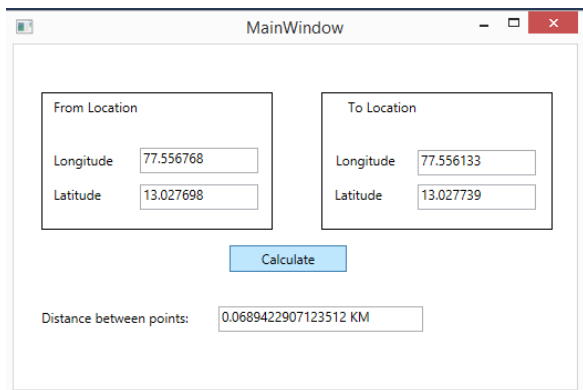 MainWindow
From Location
To Location
Longitude 77.556768
Longitude 77.556133
Latitude 13.027698
Latitude 13.027739
Calculate
Distance between points: 0.0689422907123512 KM